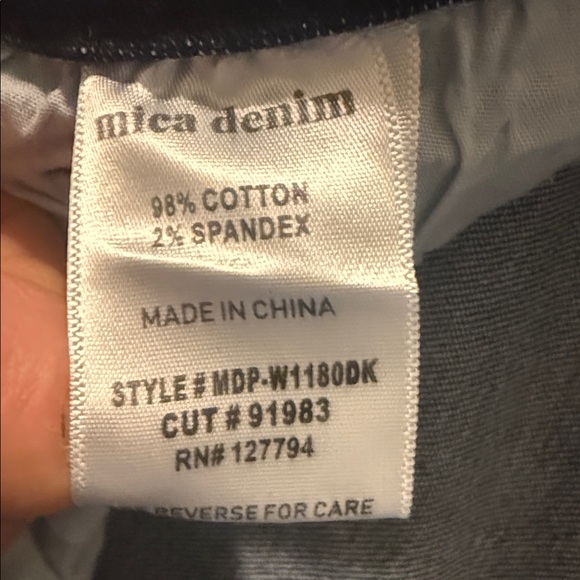 mica denim
98% COTTON
2% SPANDEX
MADE IN CHINA
STYLE # MDP-W1180DK
CUT # 91983
RN# 127794
REVERSE FOR CARE